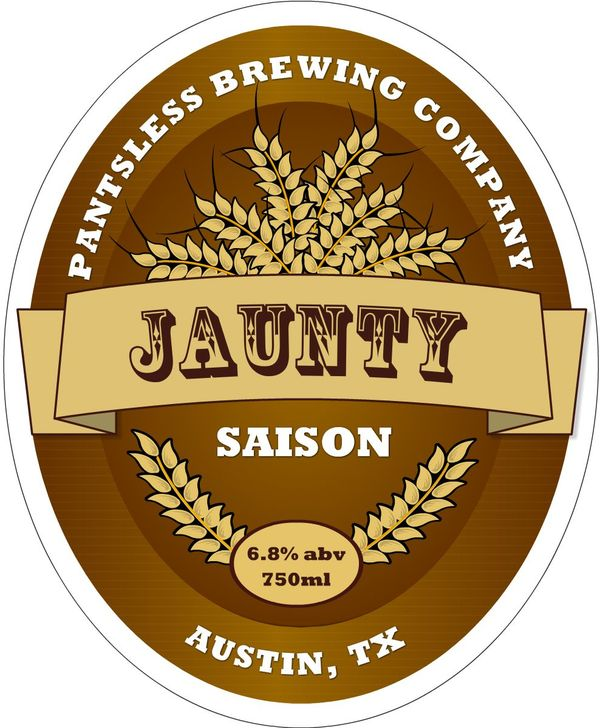 PANTSLESS BREWING COMPANY
JAUNTY
SAISON
6.8% abv
750ml
AUSTIN, TX